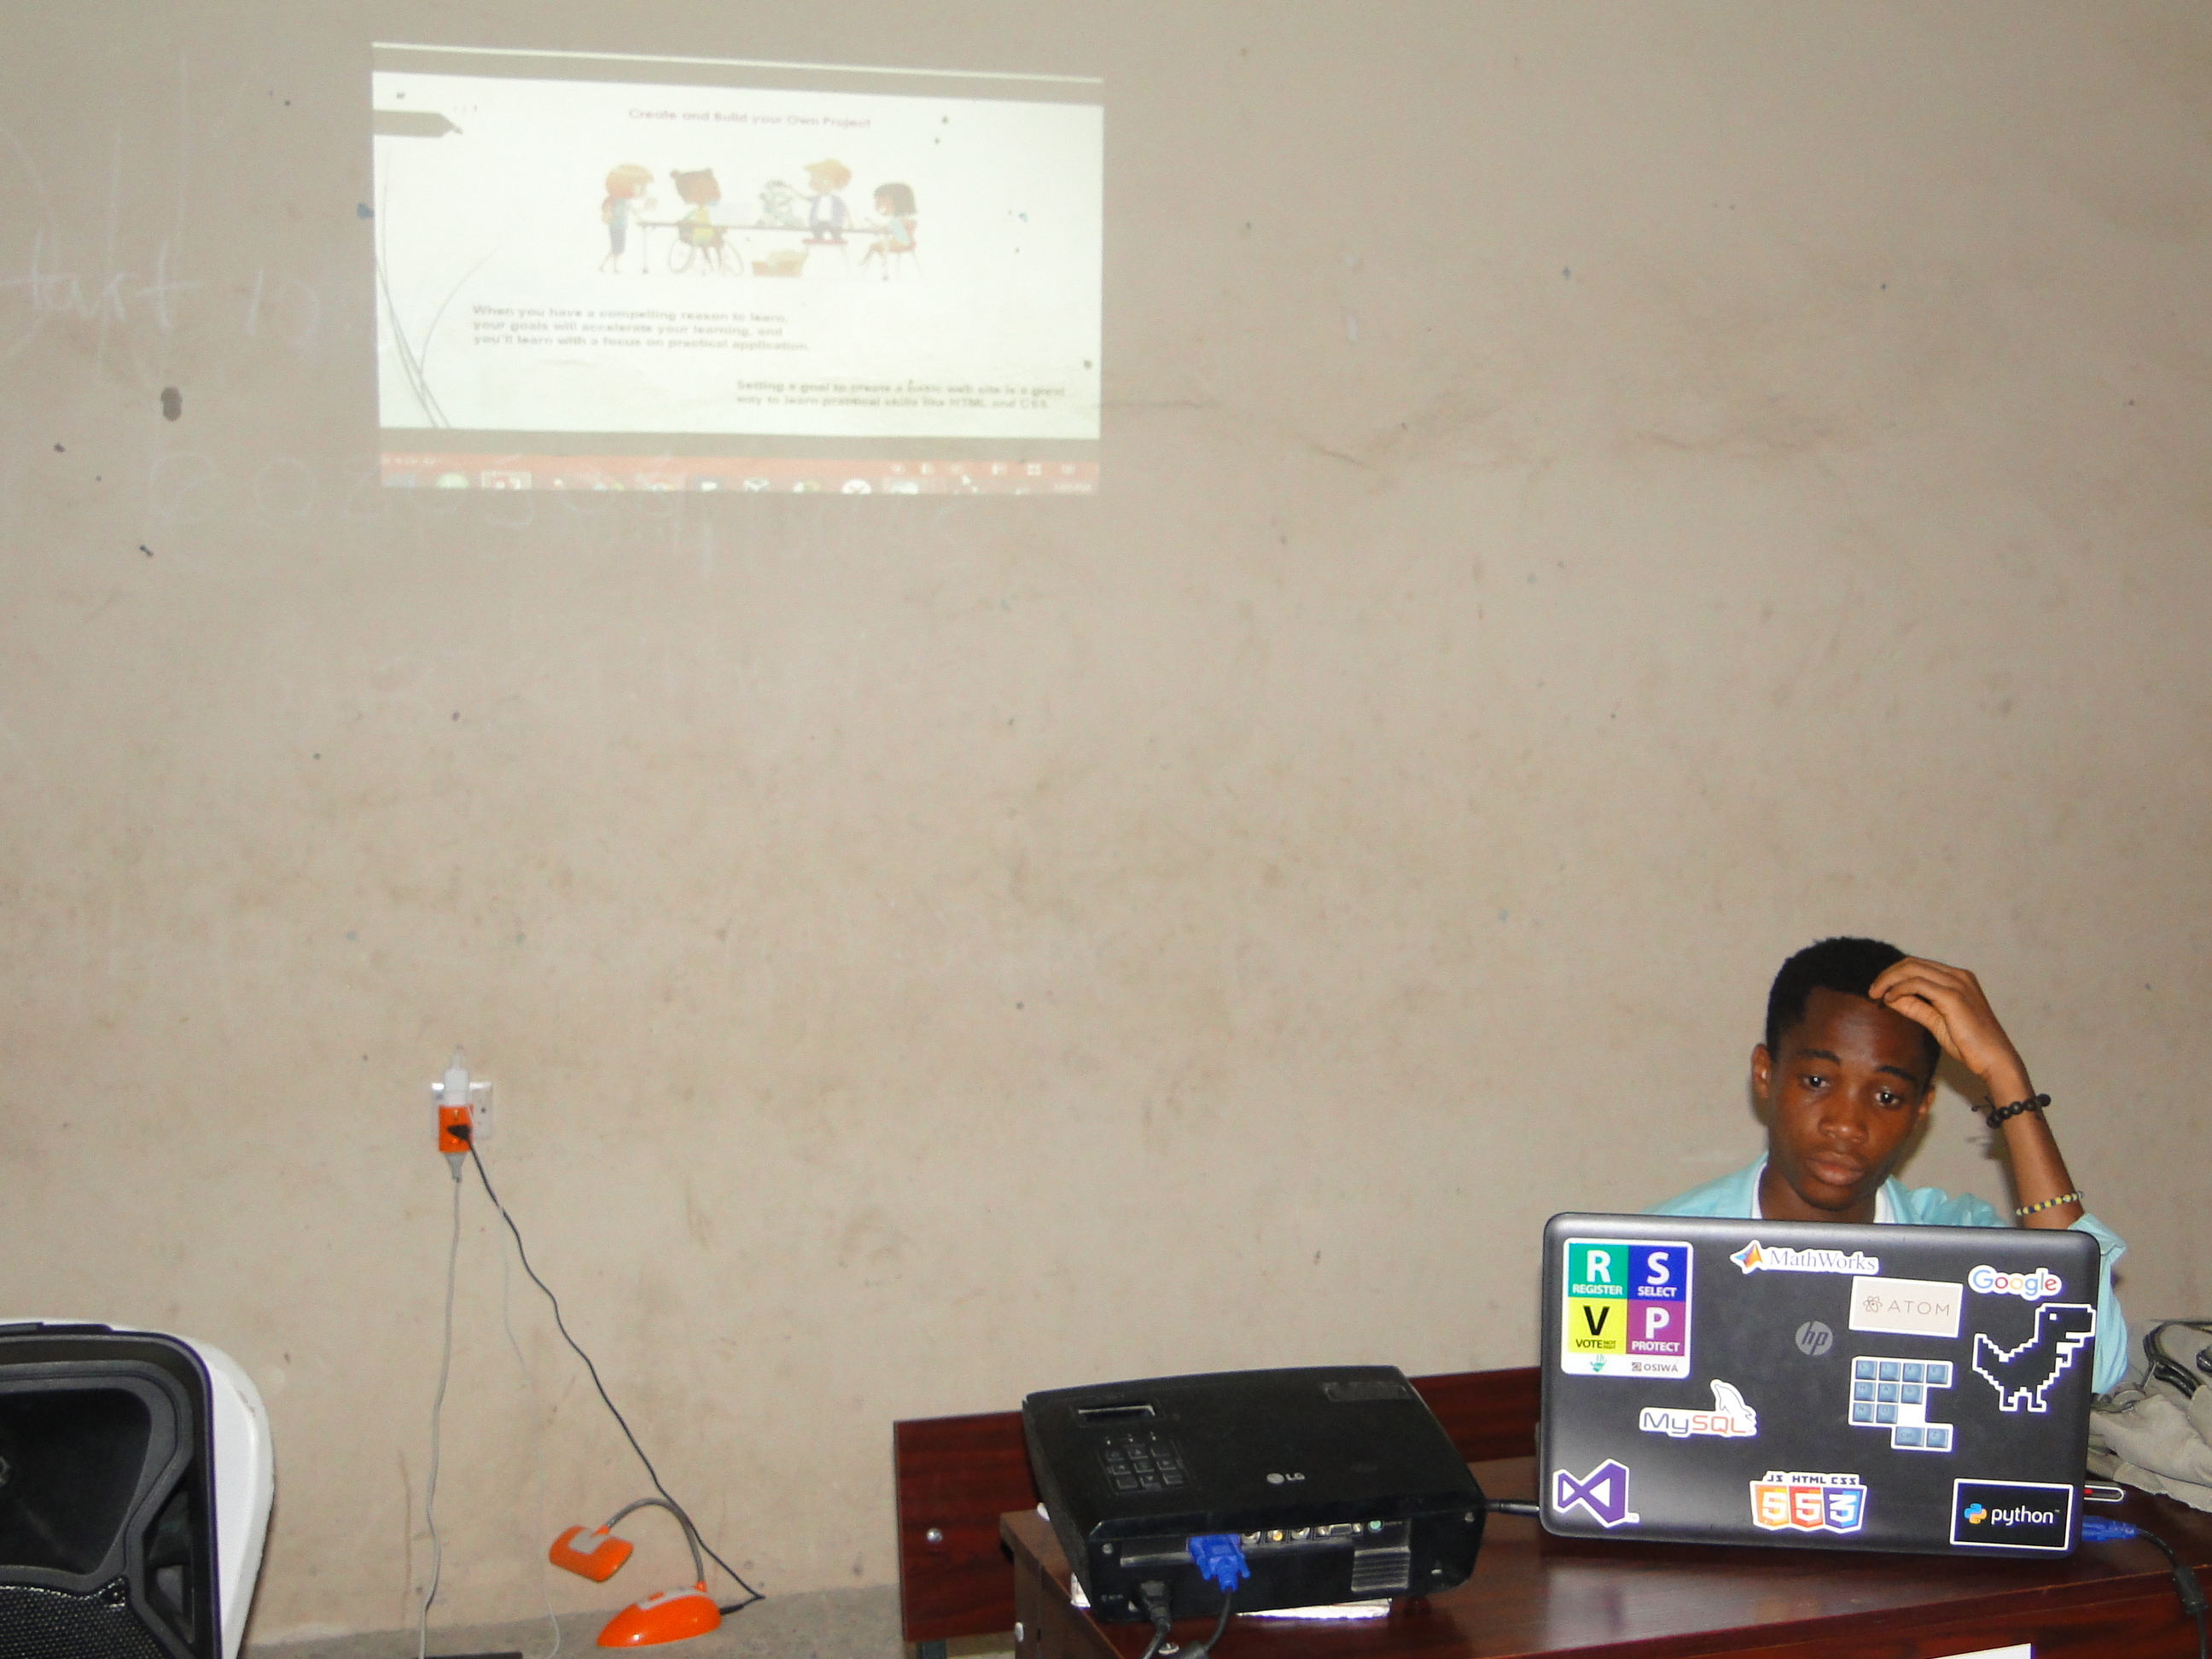 Create and Build your Own Project
When you have a compelling reason to learn,
your goals will accelerate your learning, and
you'll learn with a focus on practical application.
Setting a goal to create a basic web site is a great
way to learn practical skills like HTML and CSS.
R
REGISTER
S
SELECT
V
VOTE NOT
P
PROTECT
OSIWA
MathWorks
Google
ATOM
hp
MySQL
JS HTML CSS
5 5 3
python
LG